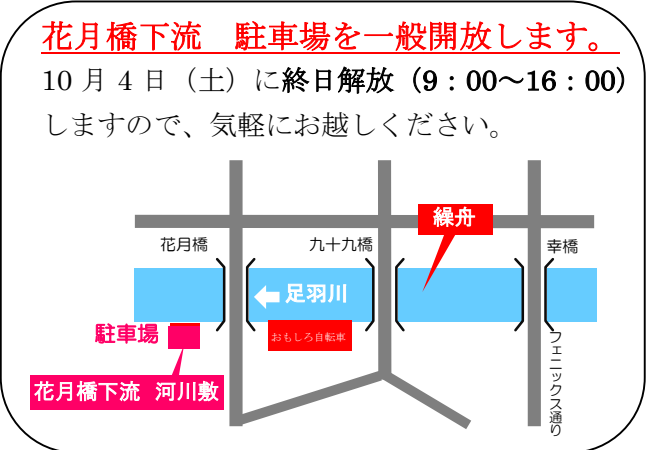 花月橋下流　駐車場を一般開放します。
10 月 4 日（土）に終日解放（9：00～16：00）
しますので、気軽にお越しください。
繰舟
花月橋
九十九橋
幸橋
足羽川
駐車場
おもしろ自転車
フェニックス通り
花月橋下流　河川敷